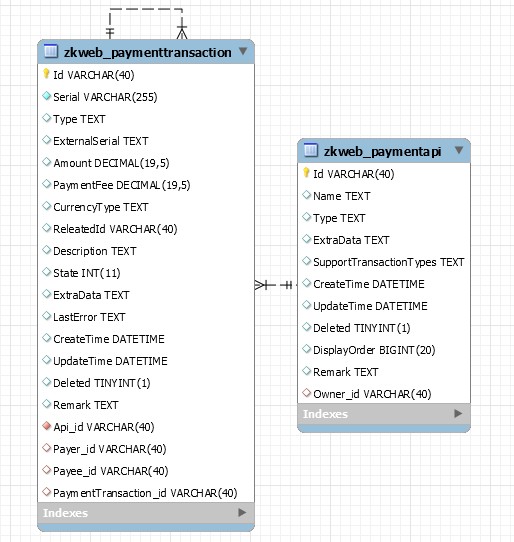 zkweb_paymenttransaction
Id VARCHAR(40)
Serial VARCHAR(255)
Type TEXT
ExternalSerial TEXT
Amount DECIMAL(19,5)
PaymentFee DECIMAL(19,5)
CurrencyType TEXT
ReleatedId VARCHAR(40)
Description TEXT
State INT(11)
ExtraData TEXT
LastError TEXT
CreateTime DATETIME
UpdateTime DATETIME
Deleted TINYINT(1)
Remark TEXT
Api_id VARCHAR(40)
Payer_id VARCHAR(40)
Payee_id VARCHAR(40)
PaymentTransaction_id VARCHAR(40)
Indexes
zkweb_paymentapi
Id VARCHAR(40)
Name TEXT
Type TEXT
ExtraData TEXT
SupportTransactionTypes TEXT
CreateTime DATETIME
UpdateTime DATETIME
Deleted TINYINT(1)
DisplayOrder BIGINT(20)
Remark TEXT
Owner_id VARCHAR(40)
Indexes